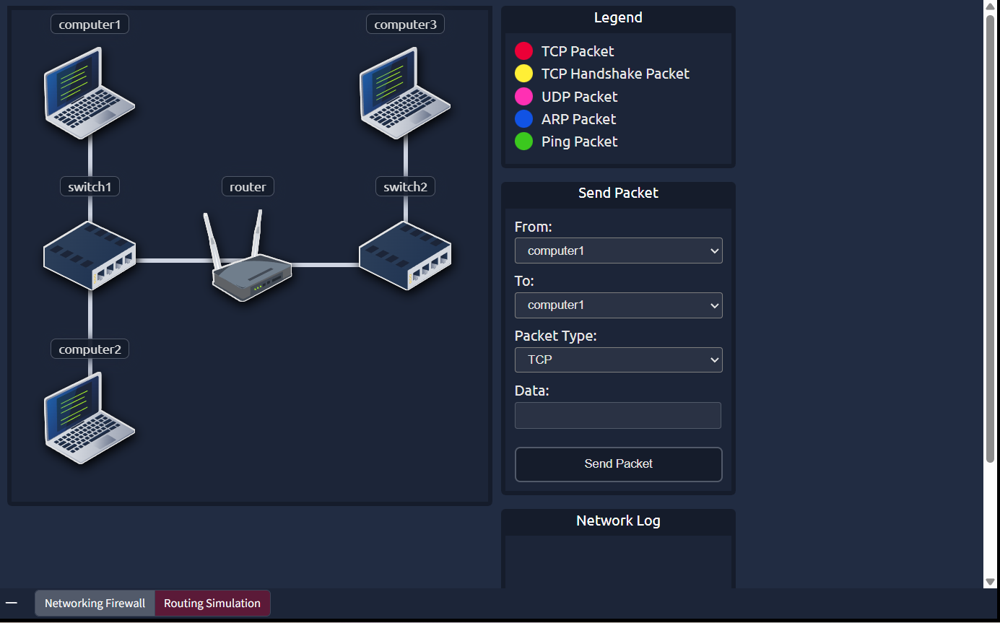 computer1
computer3
switch1
router
switch2
computer2
Legend
TCP Packet
TCP Handshake Packet
UDP Packet
ARP Packet
Ping Packet
Send Packet
From:
computer1
To:
computer1
Packet Type:
TCP
Data:
Send Packet
Network Log
Networking Firewall
Routing Simulation